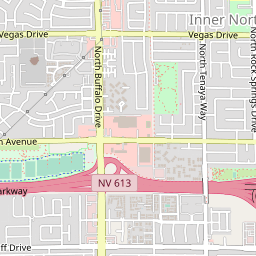 Inner Nort
Vegas Drive
Vegas Drive
North Buffalo Drive
North Tenaya Way
North Rock Springs Drive
h Avenue
NV 613
arkway
ff Drive